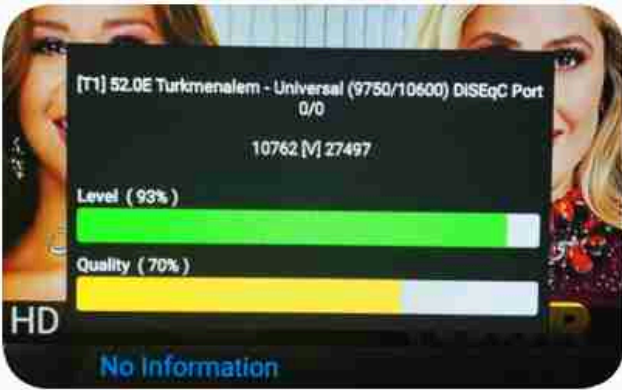 [T1] 52.0E Turkmenalem - Universal (9750/10600) DiSEqC Port
0/0
10762 [V] 27497
Level ( 93% )
Quality ( 70% )
HD
No Information